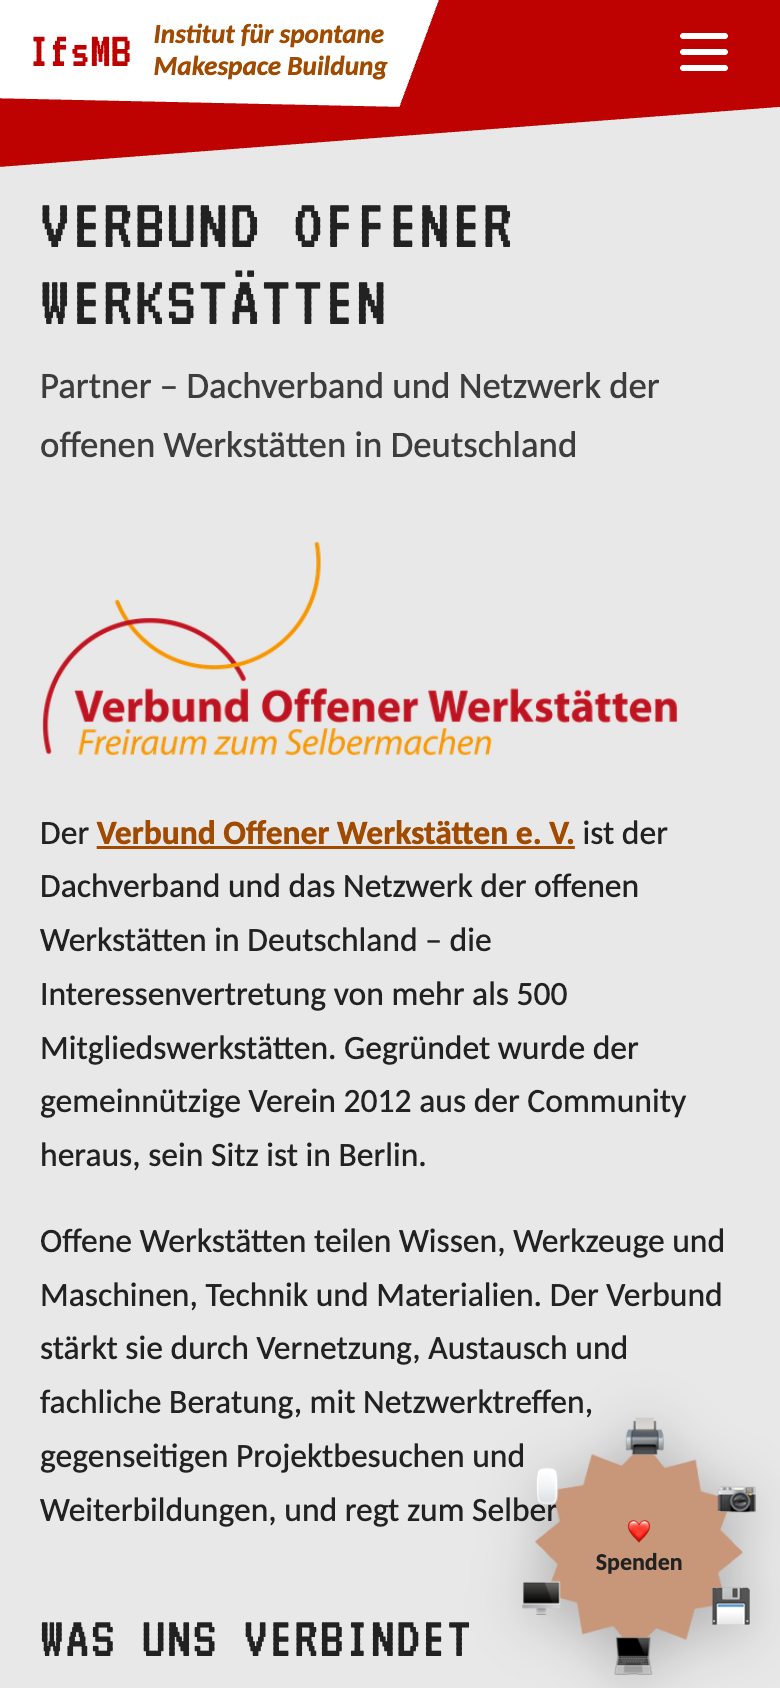 IfsMB
Institut für spontane
Makespace Buildung
VERBUND OFFENER
WERKSTÄTTEN
Partner – Dachverband und Netzwerk der
offenen Werkstätten in Deutschland
Verbund Offener Werkstätten
Freiraum zum Selbermachen
Der Verbund Offener Werkstätten e. V. ist der
Dachverband und das Netzwerk der offenen
Werkstätten in Deutschland – die
Interessenvertretung von mehr als 500
Mitgliedswerkstätten. Gegründet wurde der
gemeinnützige Verein 2012 aus der Community
heraus, sein Sitz ist in Berlin.
Offene Werkstätten teilen Wissen, Werkzeuge und
Maschinen, Technik und Materialien. Der Verbund
stärkt sie durch Vernetzung, Austausch und
fachliche Beratung, mit Netzwerktreffen,
gegenseitigen Projektbesuchen und
Weiterbildungen, und regt zum Selber
Spenden
WAS UNS VERBINDET